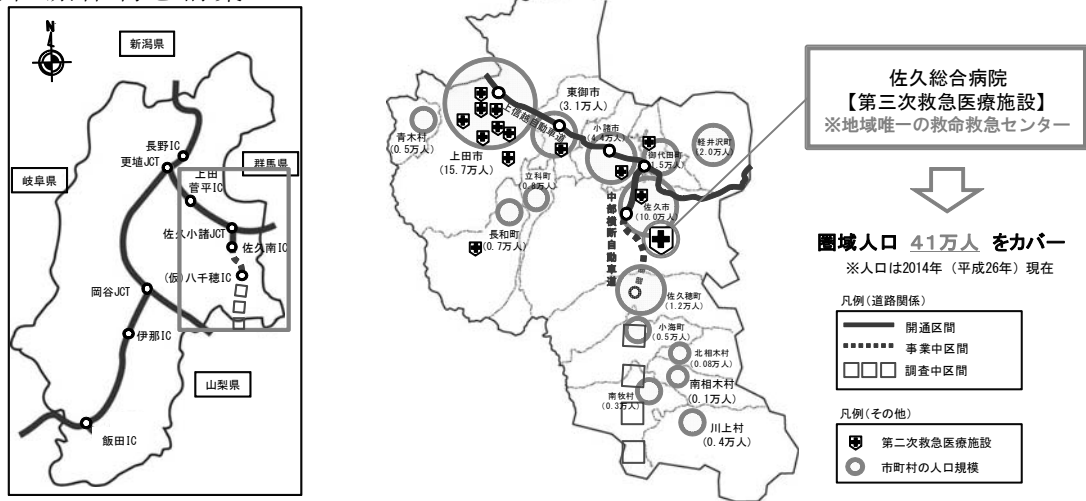 新潟県
N
長野IC
更埴JCT
群馬県
岐阜県
上田
菅平IC
佐久小諸JCT
佐久南IC
(仮)八千穂IC
岡谷JCT
伊那IC
山梨県
飯田IC
東御市
(3.1万人)
上信越自動車道
小諸市
(4.4万人)
軽井沢町
(2.0万人)
青木村
(0.5万人)
上田市
(15.7万人)
御代田町
(1.5万人)
立科町
(0.8万人)
佐久市
(10.0万人)
長和町
(0.7万人)
中部横断自動車道
佐久穂町
(1.2万人)
小海町
(0.5万人)
北相木村
(0.08万人)
南相木村
(0.1万人)
南牧村
(0.3万人)
川上村
(0.4万人)
佐久総合病院
【第三次救急医療施設】
※地域唯一の救命救急センター
圏域人口 41万人 をカバー
※人口は2014年（平成26年）現在
凡例(道路関係)
開通区間
事業中区間
調査中区間
凡例(その他)
第二次救急医療施設
市町村の人口規模